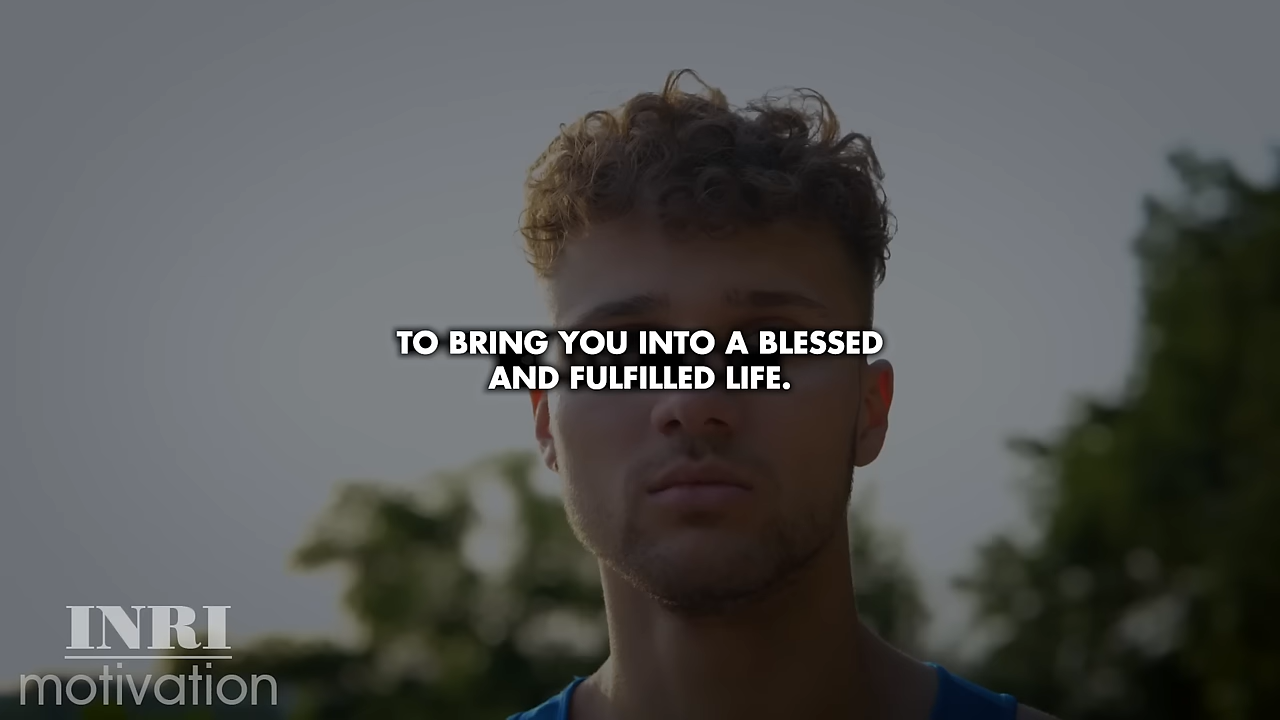 TO BRING YOU INTO A BLESSED
AND FULFILLED LIFE.
INRI
motivation